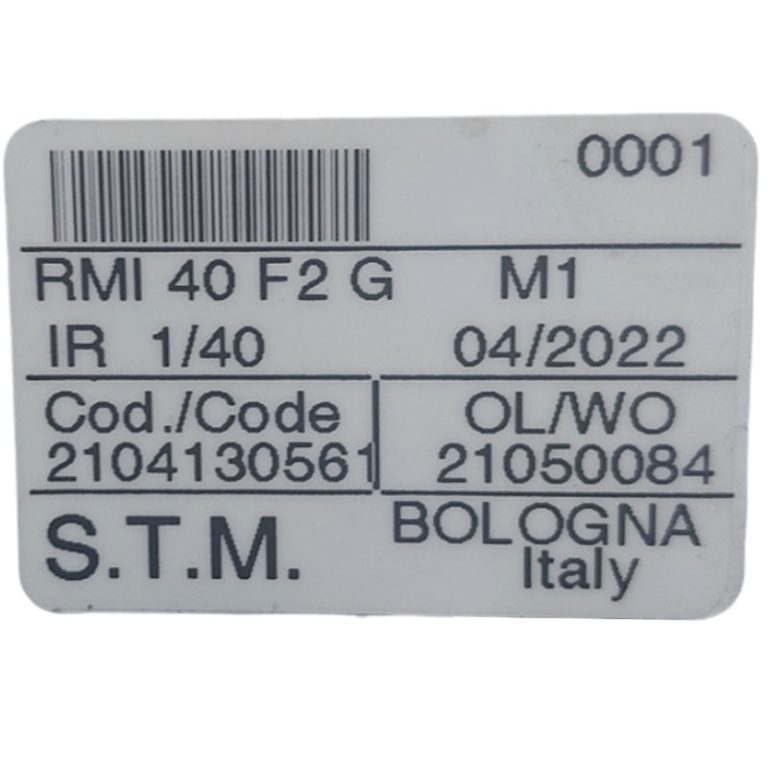 0001
RMI 40 F2 G M1
IR 1/40 04/2022
Cod./Code OL/WO
2104130561 21050084
S.T.M. BOLOGNA
Italy